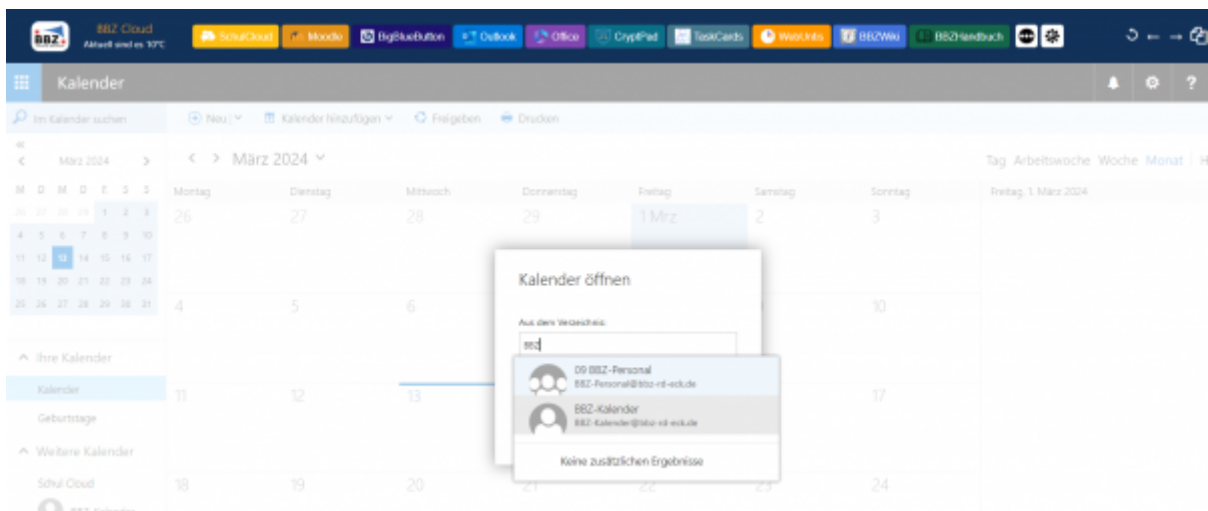 BBZ Cloud
Aktuell sind es 10°C
BBZ.
SchulCloud Moodle BigBlueButton Outlook Office CryptPad TaskCards WebUntis BBZWiki BBZHandbuch
Kalender
?
Im Kalender suchen
Neu Kalender hinzufügen Freigeben Drucken
März 2024
März 2024
Tag Arbeitswoche Woche Monat H
M D M D F S S
26 27 28 29 1 2 3
4 5 6 7 8 9 10
11 12 13 14 15 16 17
18 19 20 21 22 23 24
25 26 27 28 29 30 31
Montag Dienstag Mittwoch Donnerstag Freitag Samstag Sonntag
Freitag, 1. März 2024
26 27 28 29 1 Mrz 2 3
Kalender öffnen
4 5 6 10
Aus dem Verzeichnis:
BBZ
09 BBZ-Personal
BBZ-Personal@bbz-rd-eck.de
BBZ-Kalender
BBZ-Kalender@bbz-rd-eck.de
Keine zusätzlichen Ergebnisse
Ihre Kalender
Kalender
Geburtstage
11 12 13 17
Weitere Kalender
Schul Cloud
BBZ-Kalender
18 19 20 21 22 23 24